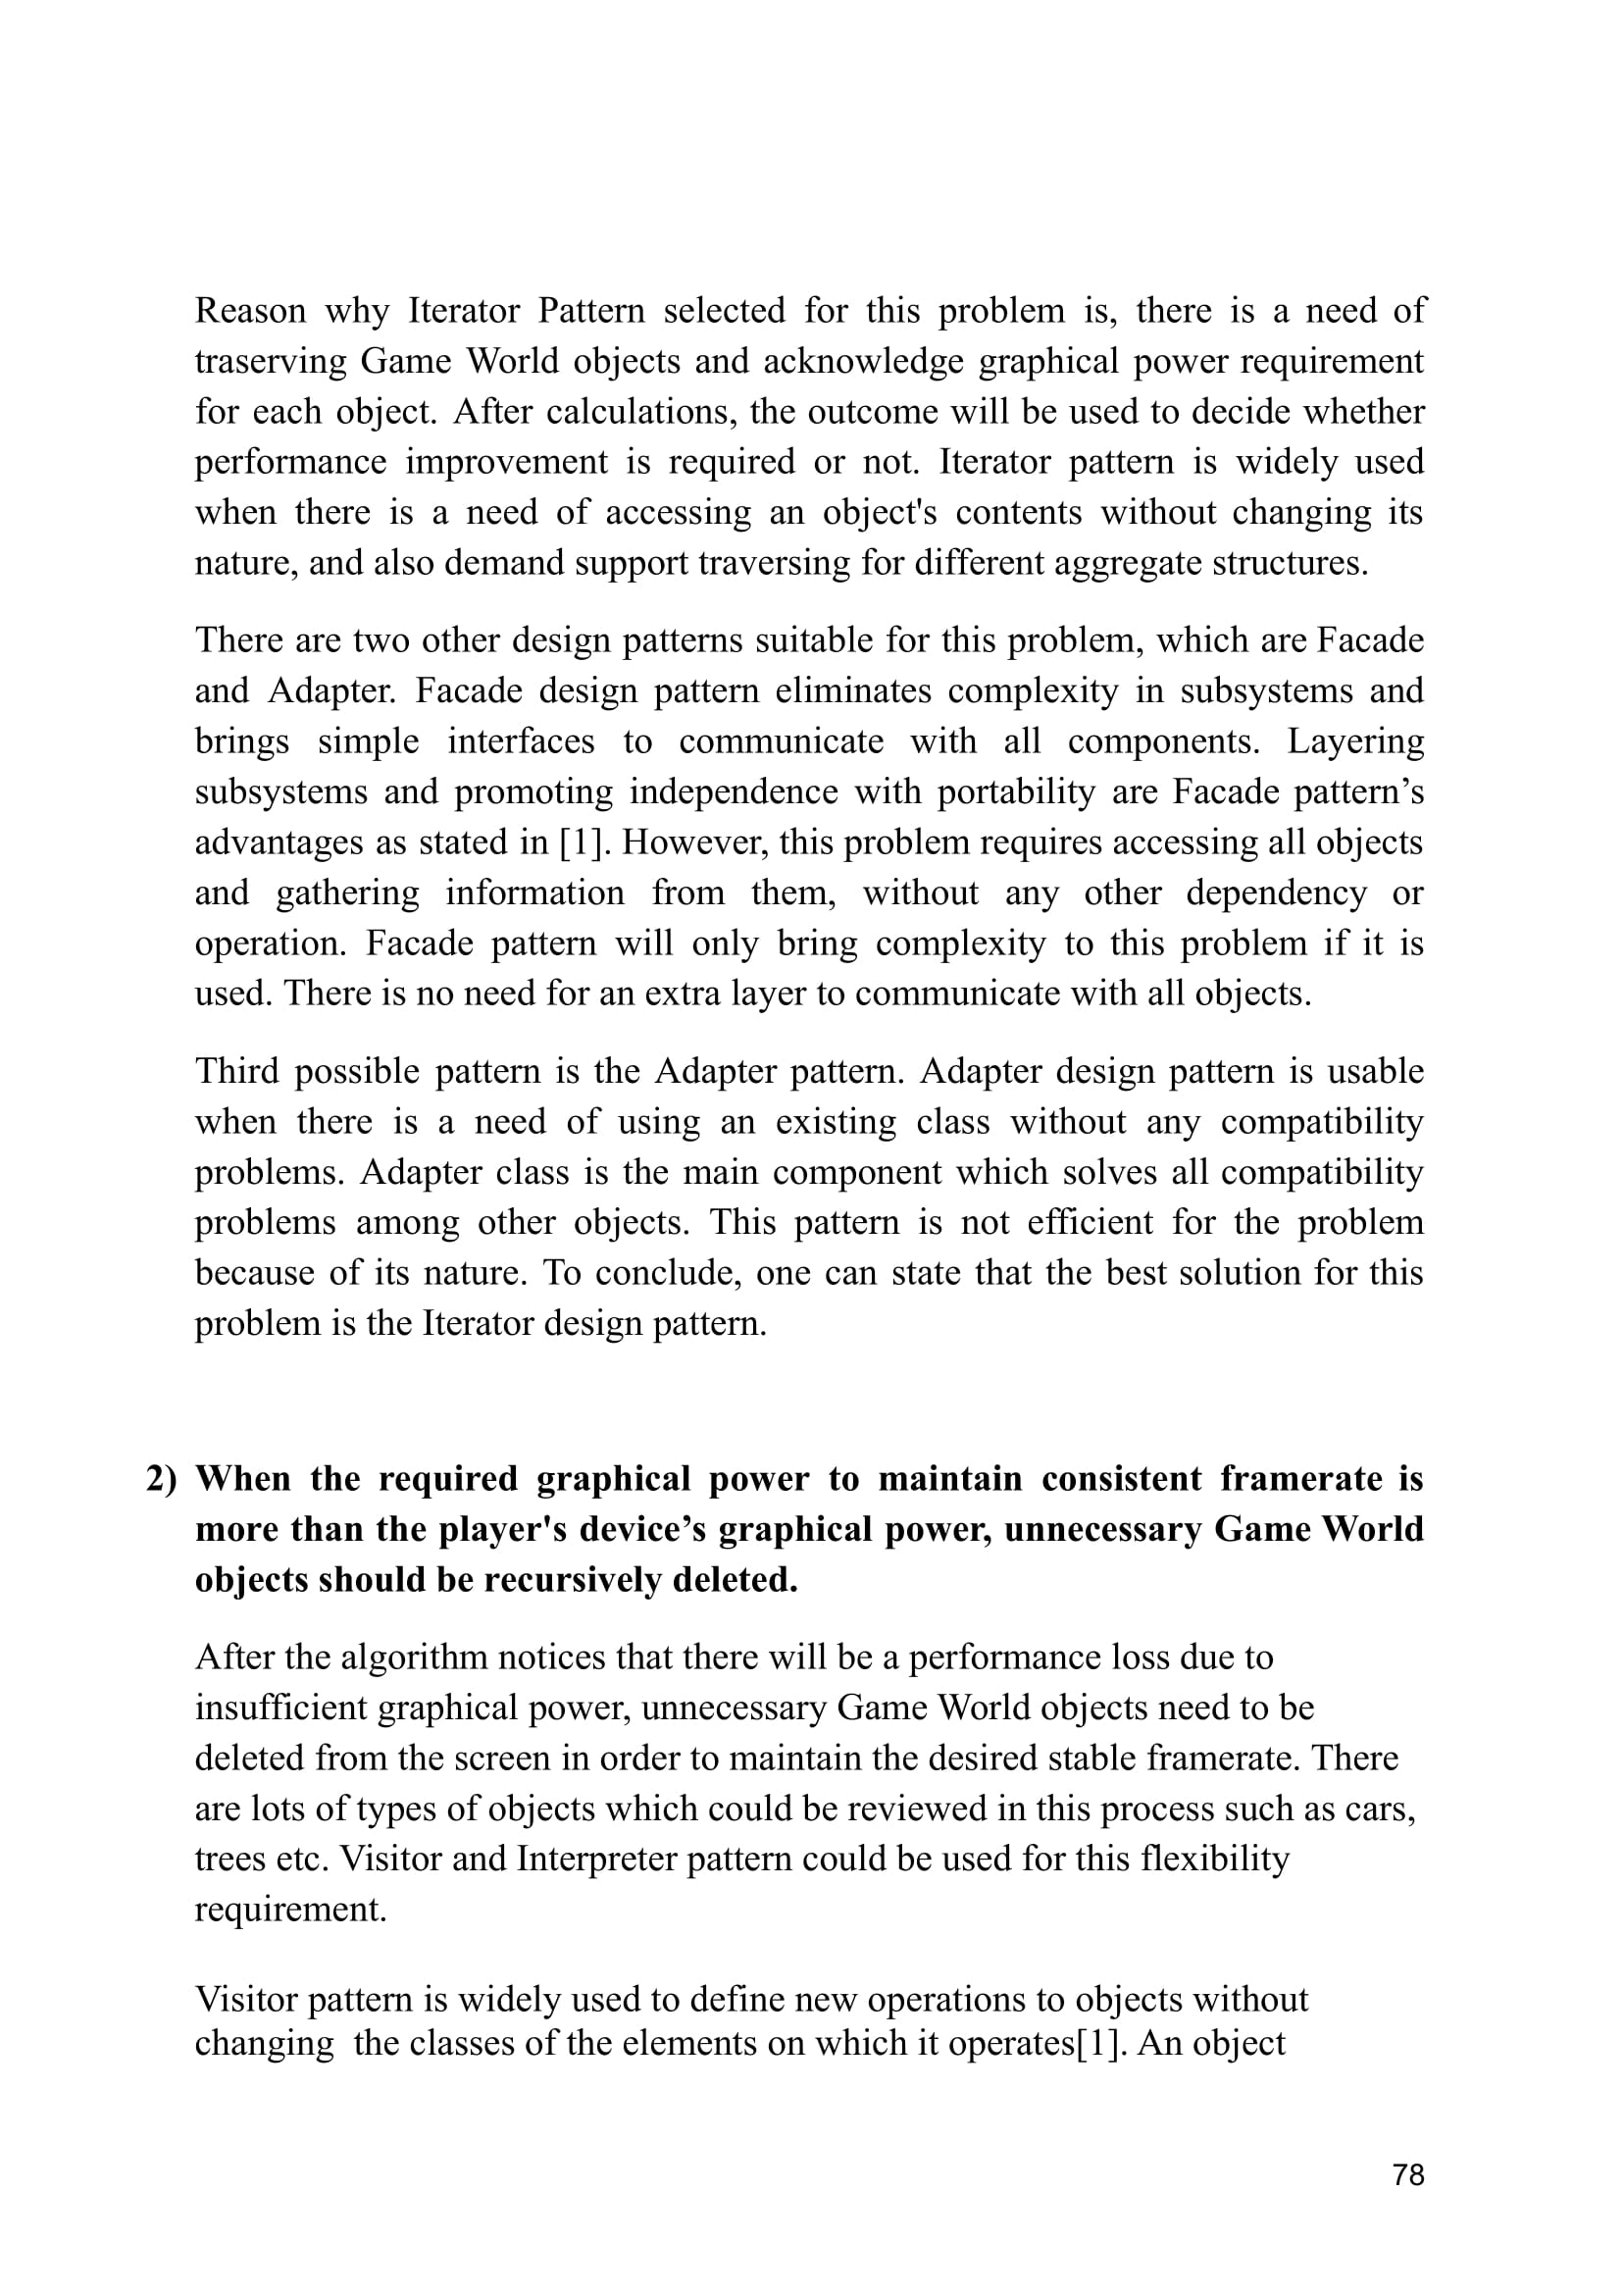 Reason why Iterator Pattern selected for this problem is, there is a need of
traserving Game World objects and acknowledge graphical power requirement
for each object. After calculations, the outcome will be used to decide whether
performance improvement is required or not. Iterator pattern is widely used
when there is a need of accessing an object's contents without changing its
nature, and also demand support traversing for different aggregate structures.
There are two other design patterns suitable for this problem, which are Facade
and Adapter. Facade design pattern eliminates complexity in subsystems and
brings simple interfaces to communicate with all components. Layering
subsystems and promoting independence with portability are Facade pattern’s
advantages as stated in [1]. However, this problem requires accessing all objects
and gathering information from them, without any other dependency or
operation. Facade pattern will only bring complexity to this problem if it is
used. There is no need for an extra layer to communicate with all objects.
Third possible pattern is the Adapter pattern. Adapter design pattern is usable
when there is a need of using an existing class without any compatibility
problems. Adapter class is the main component which solves all compatibility
problems among other objects. This pattern is not efficient for the problem
because of its nature. To conclude, one can state that the best solution for this
problem is the Iterator design pattern.
2) When the required graphical power to maintain consistent framerate is
more than the player's device’s graphical power, unnecessary Game World
objects should be recursively deleted.
After the algorithm notices that there will be a performance loss due to
insufficient graphical power, unnecessary Game World objects need to be
deleted from the screen in order to maintain the desired stable framerate. There
are lots of types of objects which could be reviewed in this process such as cars,
trees etc. Visitor and Interpreter pattern could be used for this flexibility
requirement.
Visitor pattern is widely used to define new operations to objects without
changing  the classes of the elements on which it operates[1]. An object
78